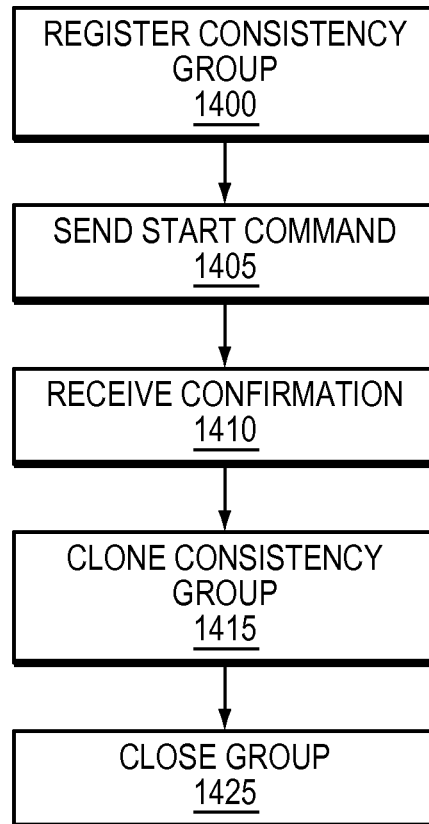 REGISTER CONSISTENCY
GROUP
1400
SEND START COMMAND
1405
RECEIVE CONFIRMATION
1410
CLONE CONSISTENCY
GROUP
1415
CLOSE GROUP
1425